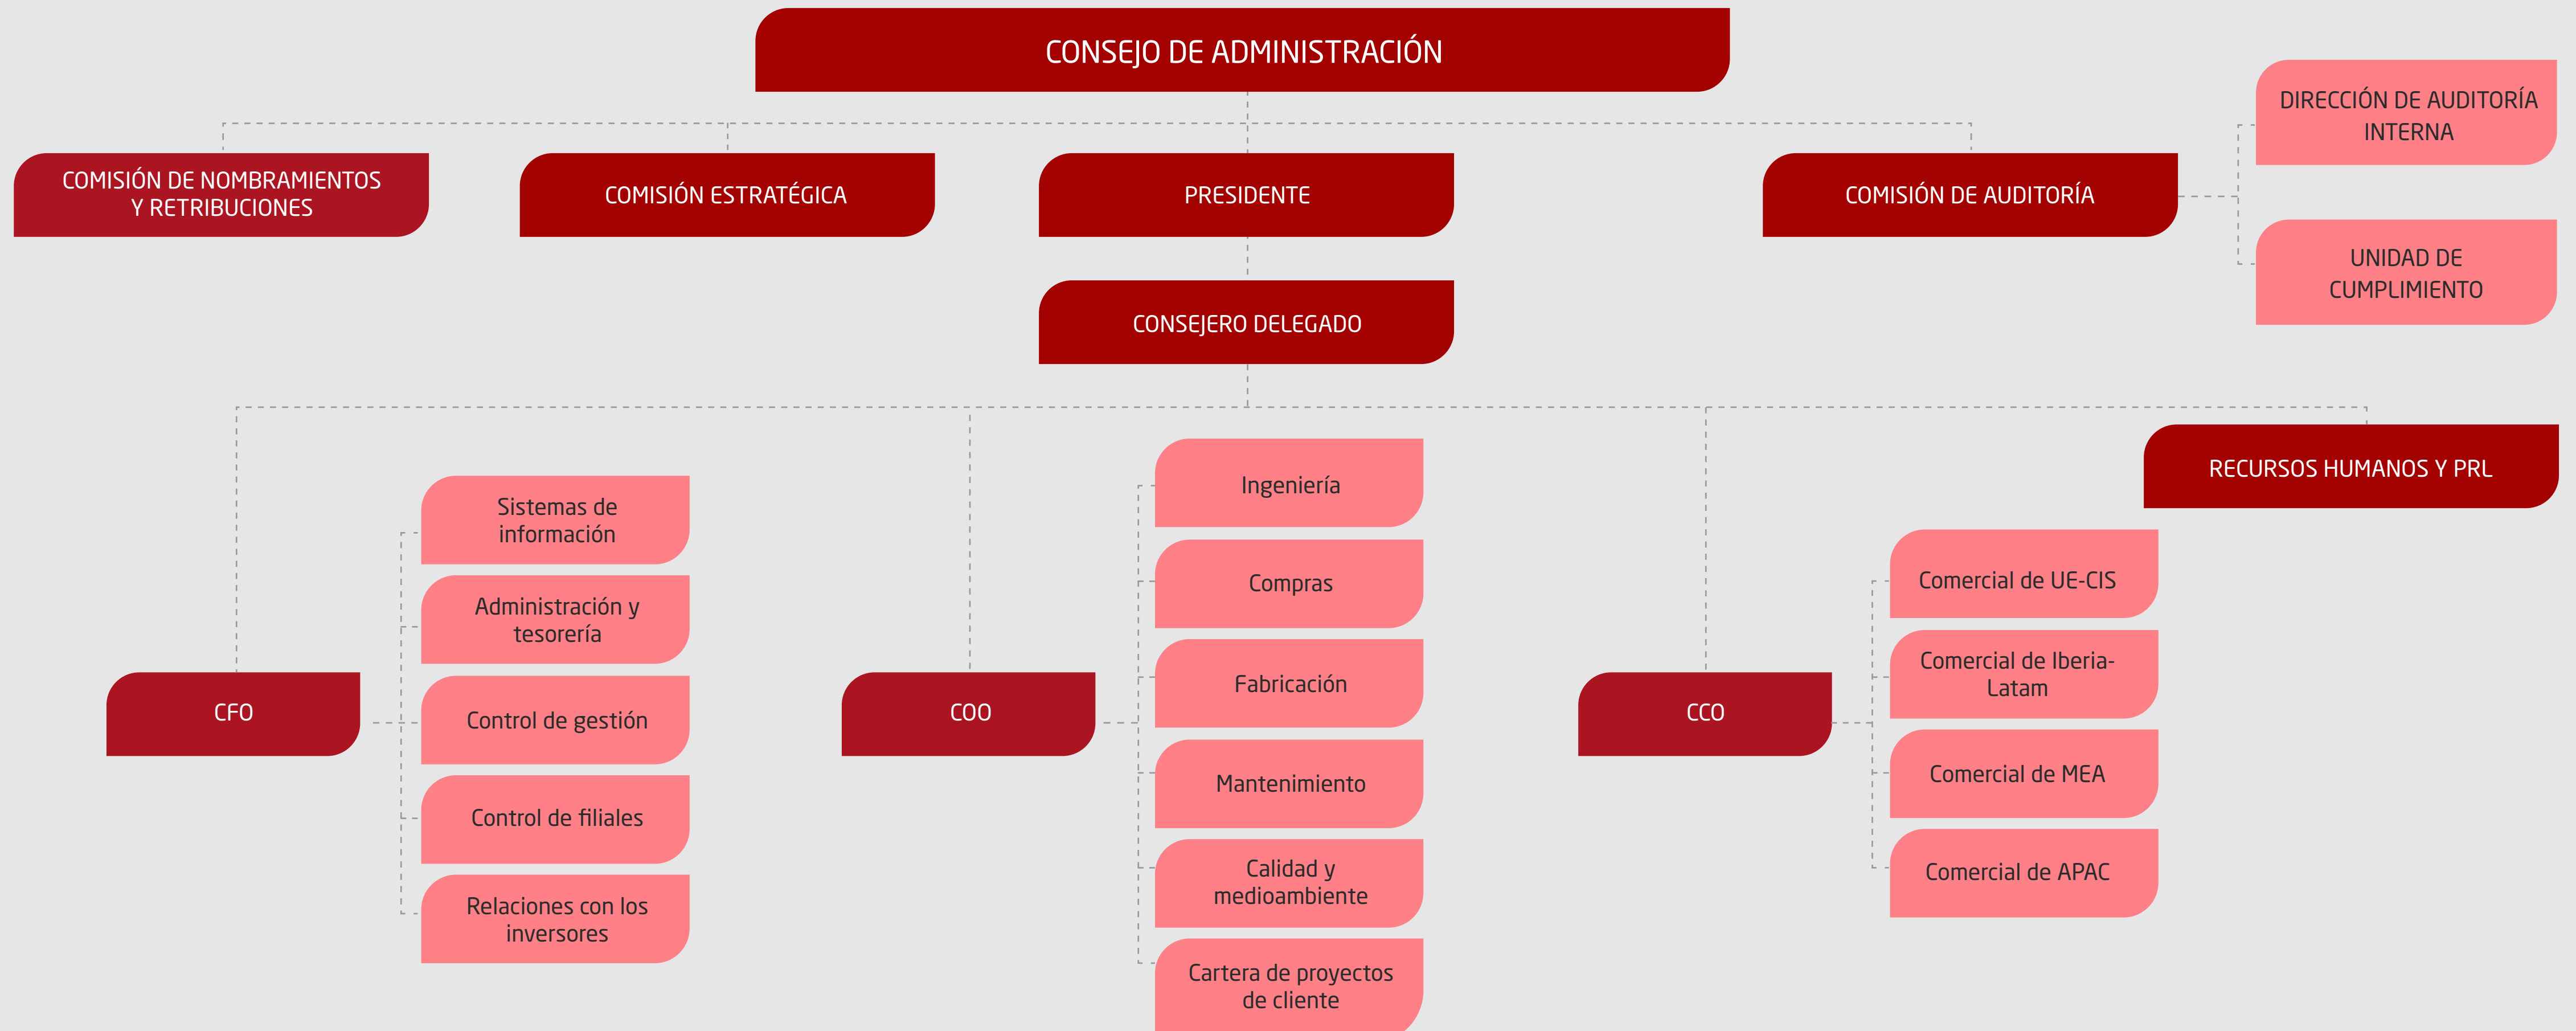 CONSEJO DE ADMINISTRACIÓN
COMISIÓN DE NOMBRAMIENTOS
Y RETRIBUCIONES
COMISIÓN ESTRATÉGICA
PRESIDENTE
COMISIÓN DE AUDITORÍA
DIRECCIÓN DE AUDITORÍA
INTERNA
UNIDAD DE
CUMPLIMIENTO
CONSEJERO DELEGADO
RECURSOS HUMANOS Y PRL
CFO
Sistemas de
información
Administración y
tesorería
Control de gestión
Control de filiales
Relaciones con los
inversores
COO
Ingeniería
Compras
Fabricación
Mantenimiento
Calidad y
medioambiente
Cartera de proyectos
de cliente
CCO
Comercial de UE-CIS
Comercial de Iberia-
Latam
Comercial de MEA
Comercial de APAC